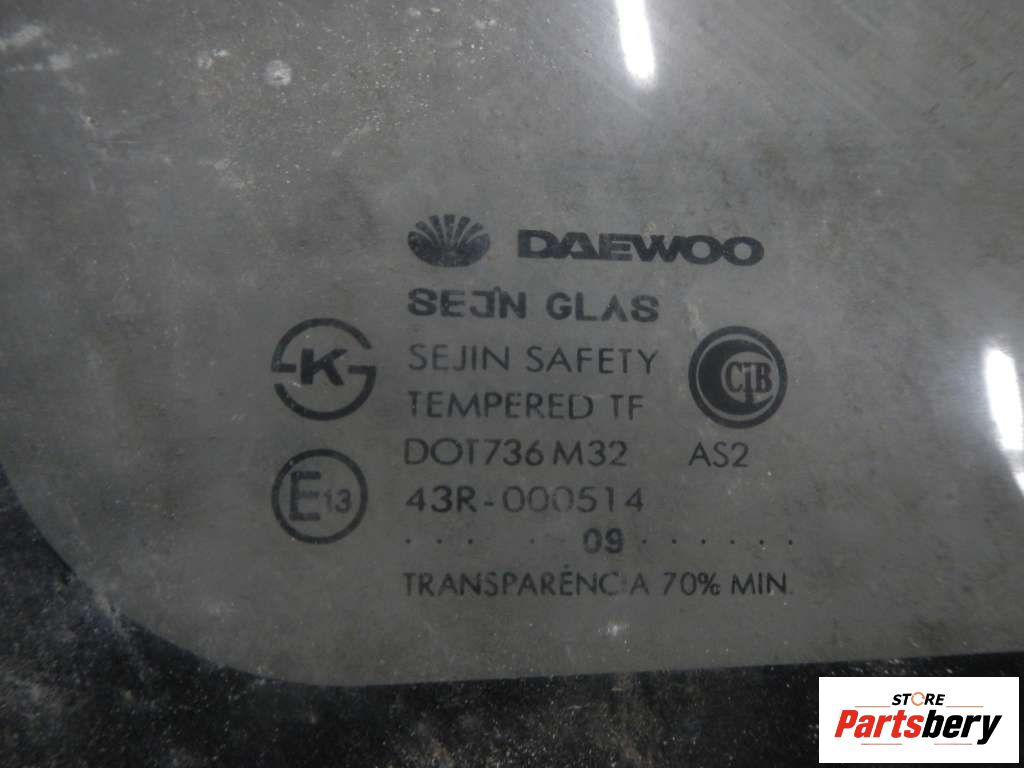 DAEWOO
SEJIN GLAS
SEJIN SAFETY
K
CIB
TEMPERED TF
DOT736 M32 AS2
E13
43R-000514
. . . . . 09 . . . . . .
TRANSPARÊNCIA 70% MIN.
STORE
Partsbery